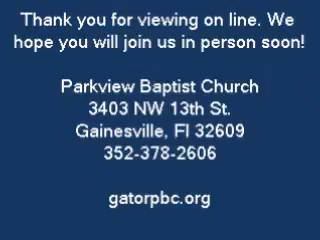 Thank you for viewing on line. We
hope you will join us in person soon!
Parkview Baptist Church
3403 NW 13th St.
Gainesville, Fl 32609
352-378-2606
gatorpbc.org